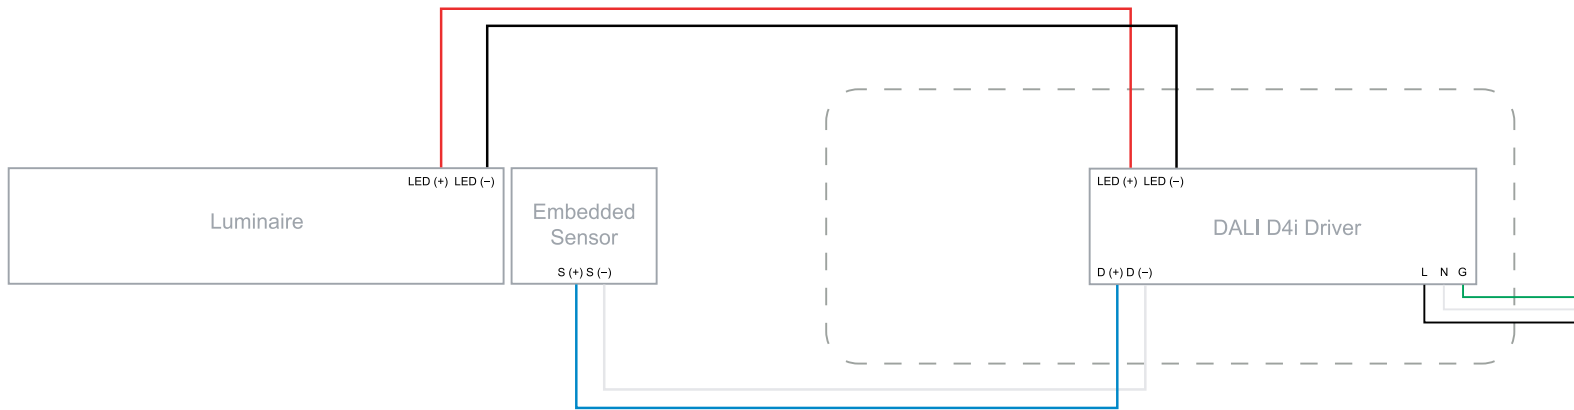 LED (+) LED (–)
Luminaire
Embedded
Sensor
S (+) S (–)
LED (+) LED (–)
DALI D4i Driver
D (+) D (–)
L N G